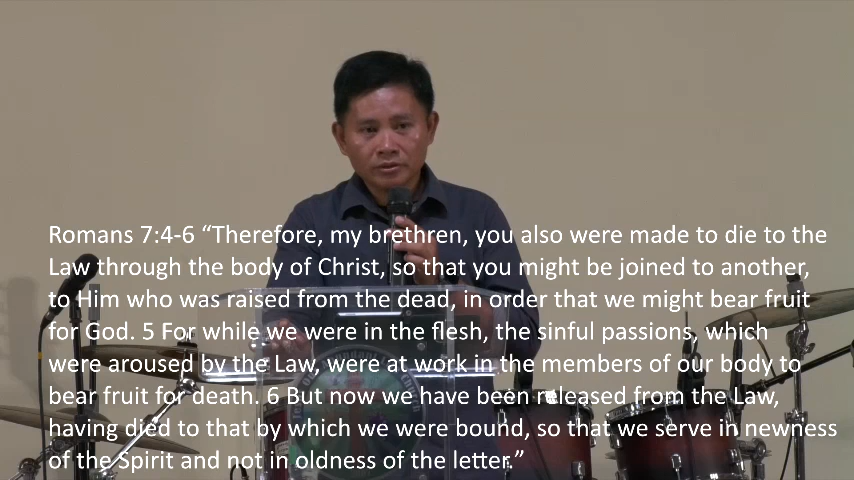 Romans 7:4-6 “Therefore, my brethren, you also were made to die to the
Law through the body of Christ, so that you might be joined to another,
to Him who was raised from the dead, in order that we might bear fruit
for God. 5 For while we were in the flesh, the sinful passions, which
were aroused by the Law, were at work in the members of our body to
bear fruit for death. 6 But now we have been released from the Law,
having died to that by which we were bound, so that we serve in newness
of the Spirit and not in oldness of the letter.”